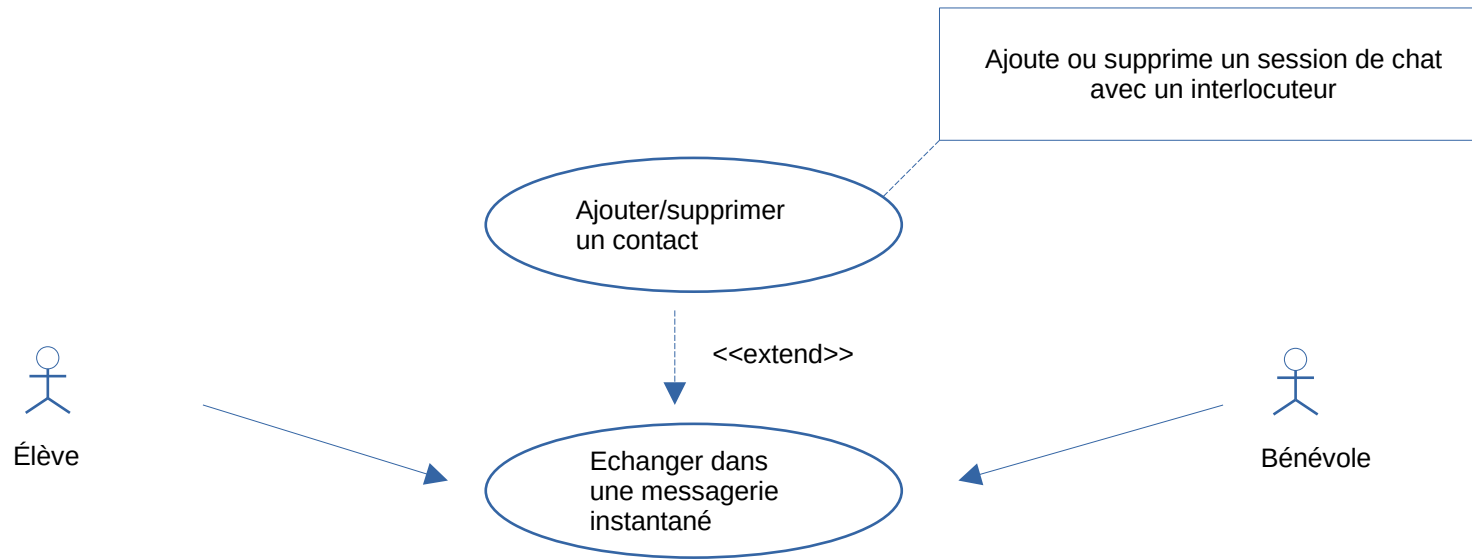 Ajoute ou supprime un session de chat
avec un interlocuteur
Ajouter/supprimer
un contact
<<extend>>
Élève
Bénévole
Echanger dans
une messagerie
instantané